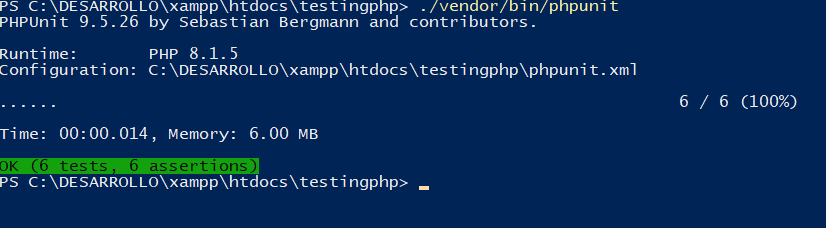 PS C:\DESARROLLO\xampp\htdocs\testingphp> ./vendor/bin/phpunit
PHPUnit 9.5.26 by Sebastian Bergmann and contributors.
Runtime:       PHP 8.1.5
Configuration: C:\DESARROLLO\xampp\htdocs\testingphp\phpunit.xml
......                                                              6 / 6 (100%)
Time: 00:00.014, Memory: 6.00 MB
OK (6 tests, 6 assertions)
PS C:\DESARROLLO\xampp\htdocs\testingphp>